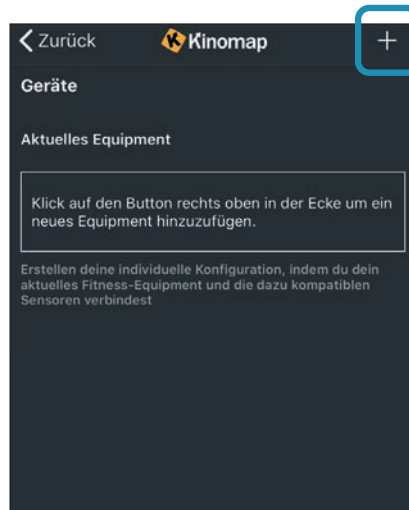 Zurück Kinomap +
Geräte
Aktuelles Equipment
Klick auf den Button rechts oben in der Ecke um ein
neues Equipment hinzuzufügen.
Erstellen deine individuelle Konfiguration, indem du dein
aktuelles Fitness-Equipment und die dazu kompatiblen
Sensoren verbindest